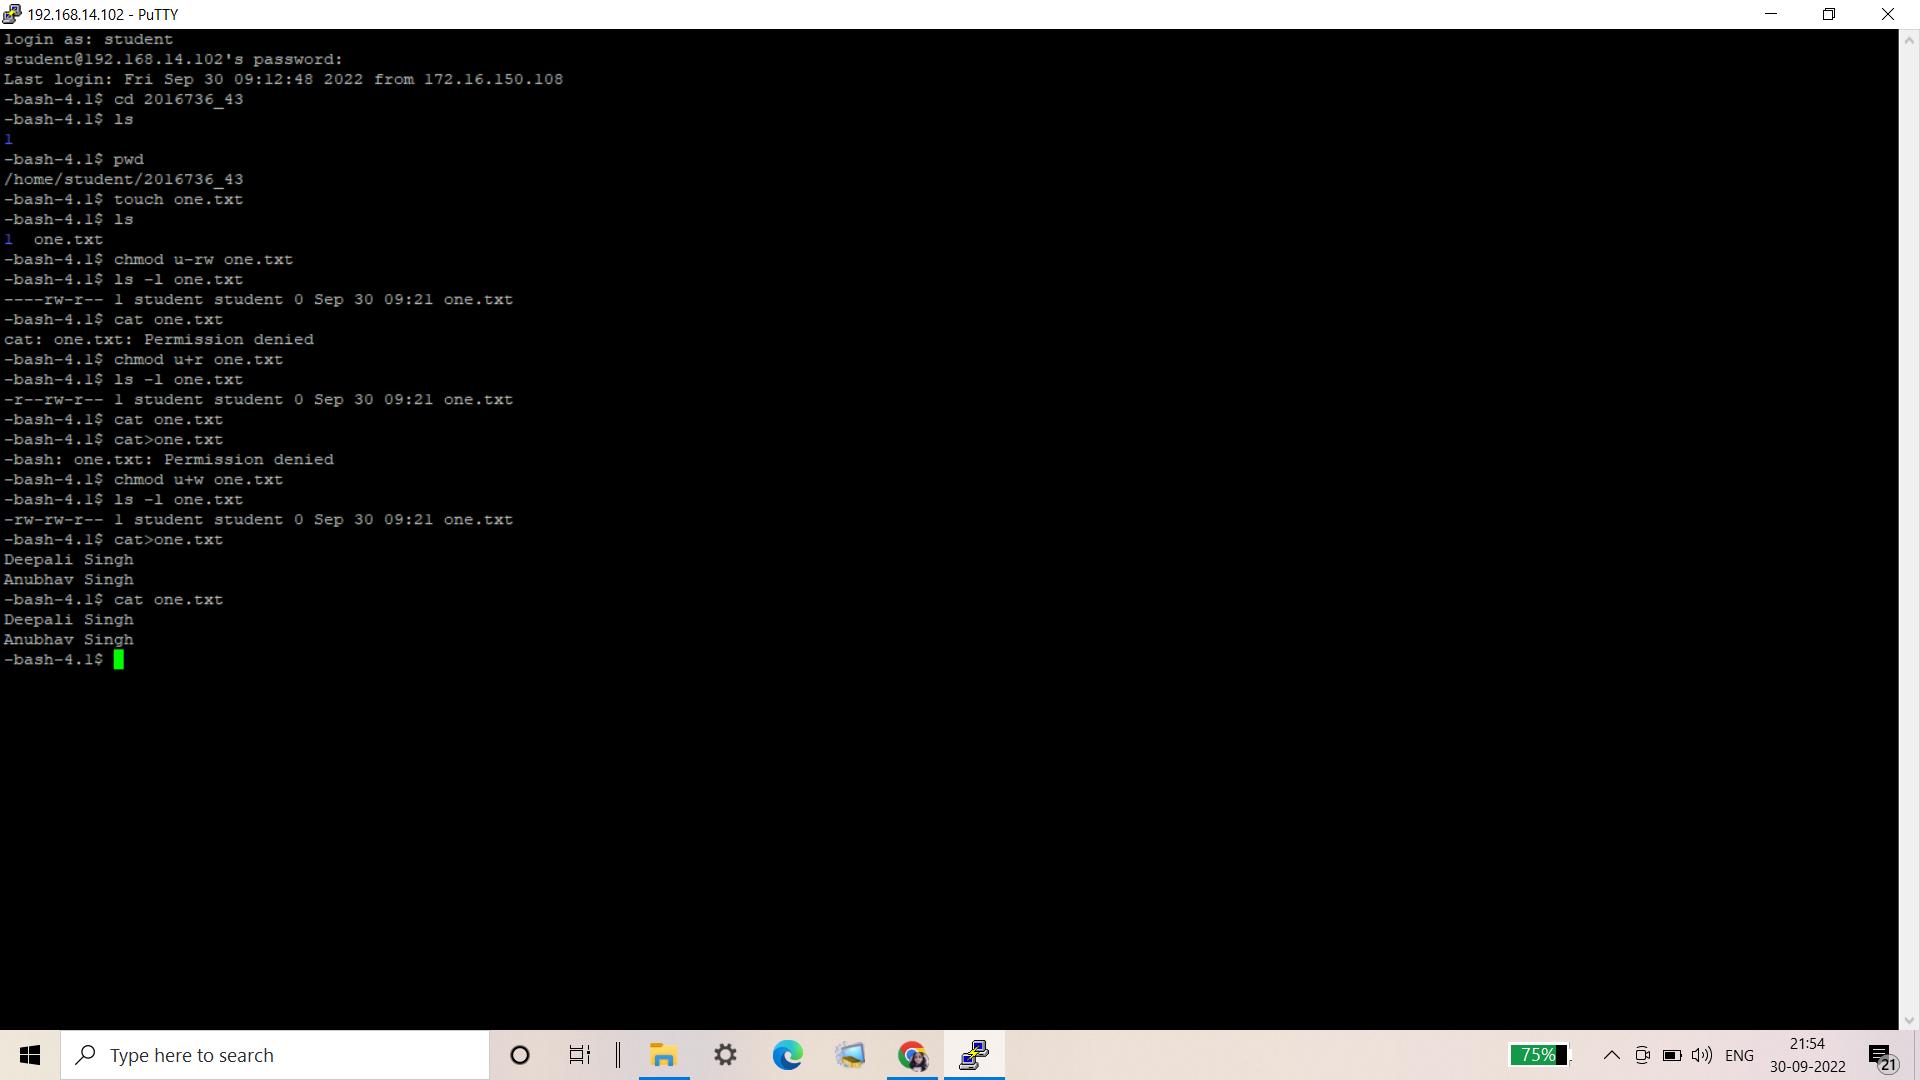 192.168.14.102 - PuTTY
login as: student
student@192.168.14.102's password:
Last login: Fri Sep 30 09:12:48 2022 from 172.16.150.108
-bash-4.1$ cd 2016736_43
-bash-4.1$ ls
1
-bash-4.1$ pwd
/home/student/2016736_43
-bash-4.1$ touch one.txt
-bash-4.1$ ls
1  one.txt
-bash-4.1$ chmod u-rw one.txt
-bash-4.1$ ls -l one.txt
----rw-r-- 1 student student 0 Sep 30 09:21 one.txt
-bash-4.1$ cat one.txt
cat: one.txt: Permission denied
-bash-4.1$ chmod u+r one.txt
-bash-4.1$ ls -l one.txt
-r--rw-r-- 1 student student 0 Sep 30 09:21 one.txt
-bash-4.1$ cat one.txt
-bash-4.1$ cat>one.txt
-bash: one.txt: Permission denied
-bash-4.1$ chmod u+w one.txt
-bash-4.1$ ls -l one.txt
-rw-rw-r-- 1 student student 0 Sep 30 09:21 one.txt
-bash-4.1$ cat>one.txt
Deepali Singh
Anubhav Singh
-bash-4.1$ cat one.txt
Deepali Singh
Anubhav Singh
-bash-4.1$
Type here to search
75%
ENG
21:54
30-09-2022
21